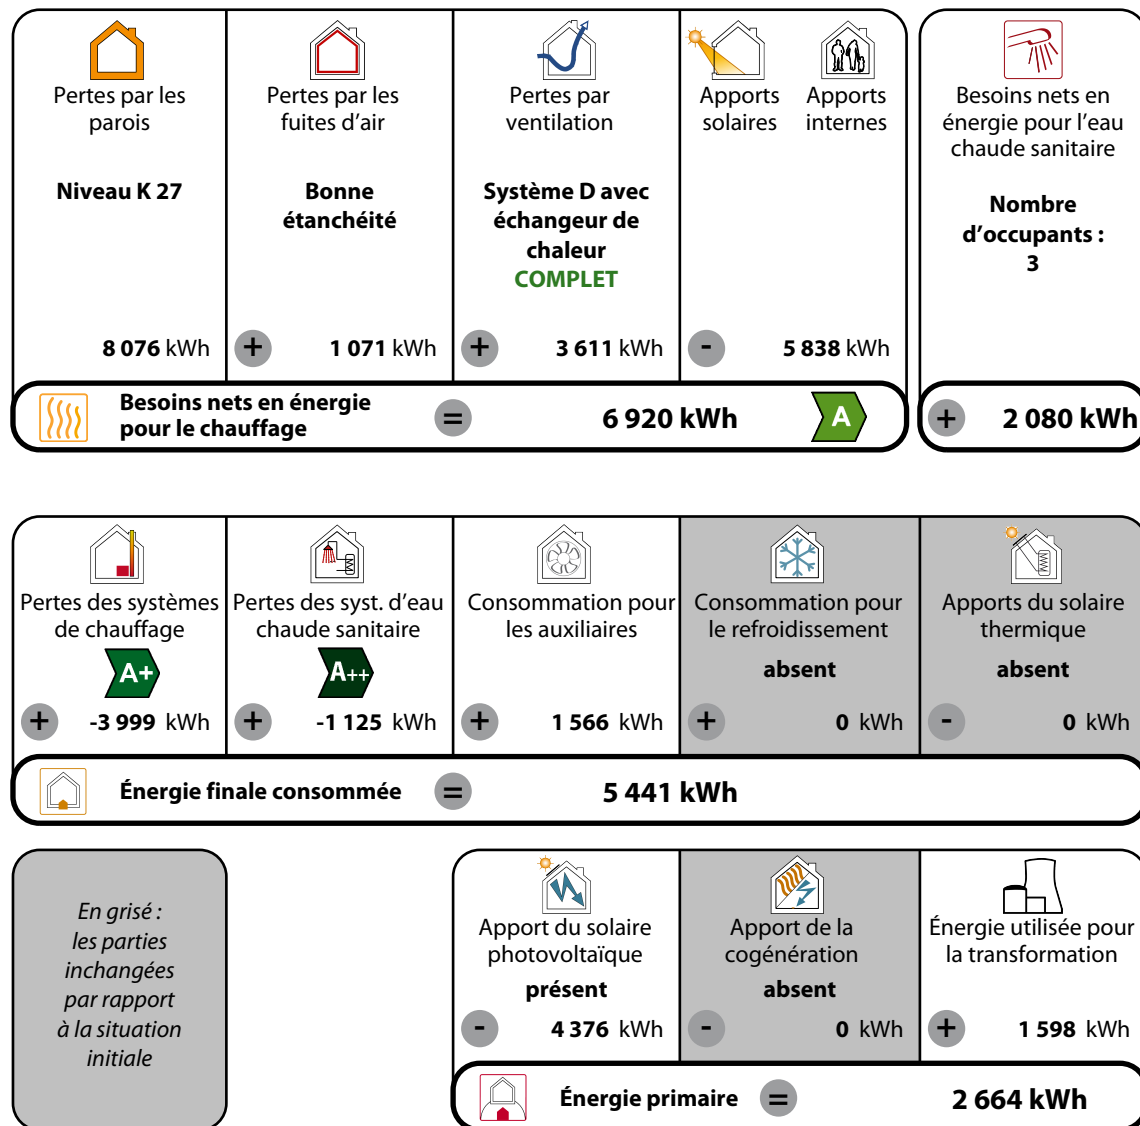 Pertes par les
parois
Niveau K 27
8 076 kWh
Pertes par les
fuites d'air
Bonne
étanchéité
+ 1 071 kWh
Pertes par
ventilation
Système D avec
échangeur de
chaleur
COMPLET
+ 3 611 kWh
Apports
solaires
Apports
internes
- 5 838 kWh
Besoins nets en énergie
pour le chauffage
= 6 920 kWh A
Besoins nets en
énergie pour l'eau
chaude sanitaire
Nombre
d'occupants :
3
+ 2 080 kWh
Pertes des systèmes
de chauffage
A+
+ -3 999 kWh
Pertes des syst. d'eau
chaude sanitaire
A++
+ -1 125 kWh
Consommation pour
les auxiliaires
+ 1 566 kWh
Consommation pour
le refroidissement
absent
+ 0 kWh
Apports du solaire
thermique
absent
- 0 kWh
Énergie finale consommée = 5 441 kWh
En grisé :
les parties
inchangées
par rapport
à la situation
initiale
Apport du solaire
photovoltaïque
présent
- 4 376 kWh
Apport de la
cogénération
absent
- 0 kWh
Énergie utilisée pour
la transformation
+ 1 598 kWh
Énergie primaire = 2 664 kWh